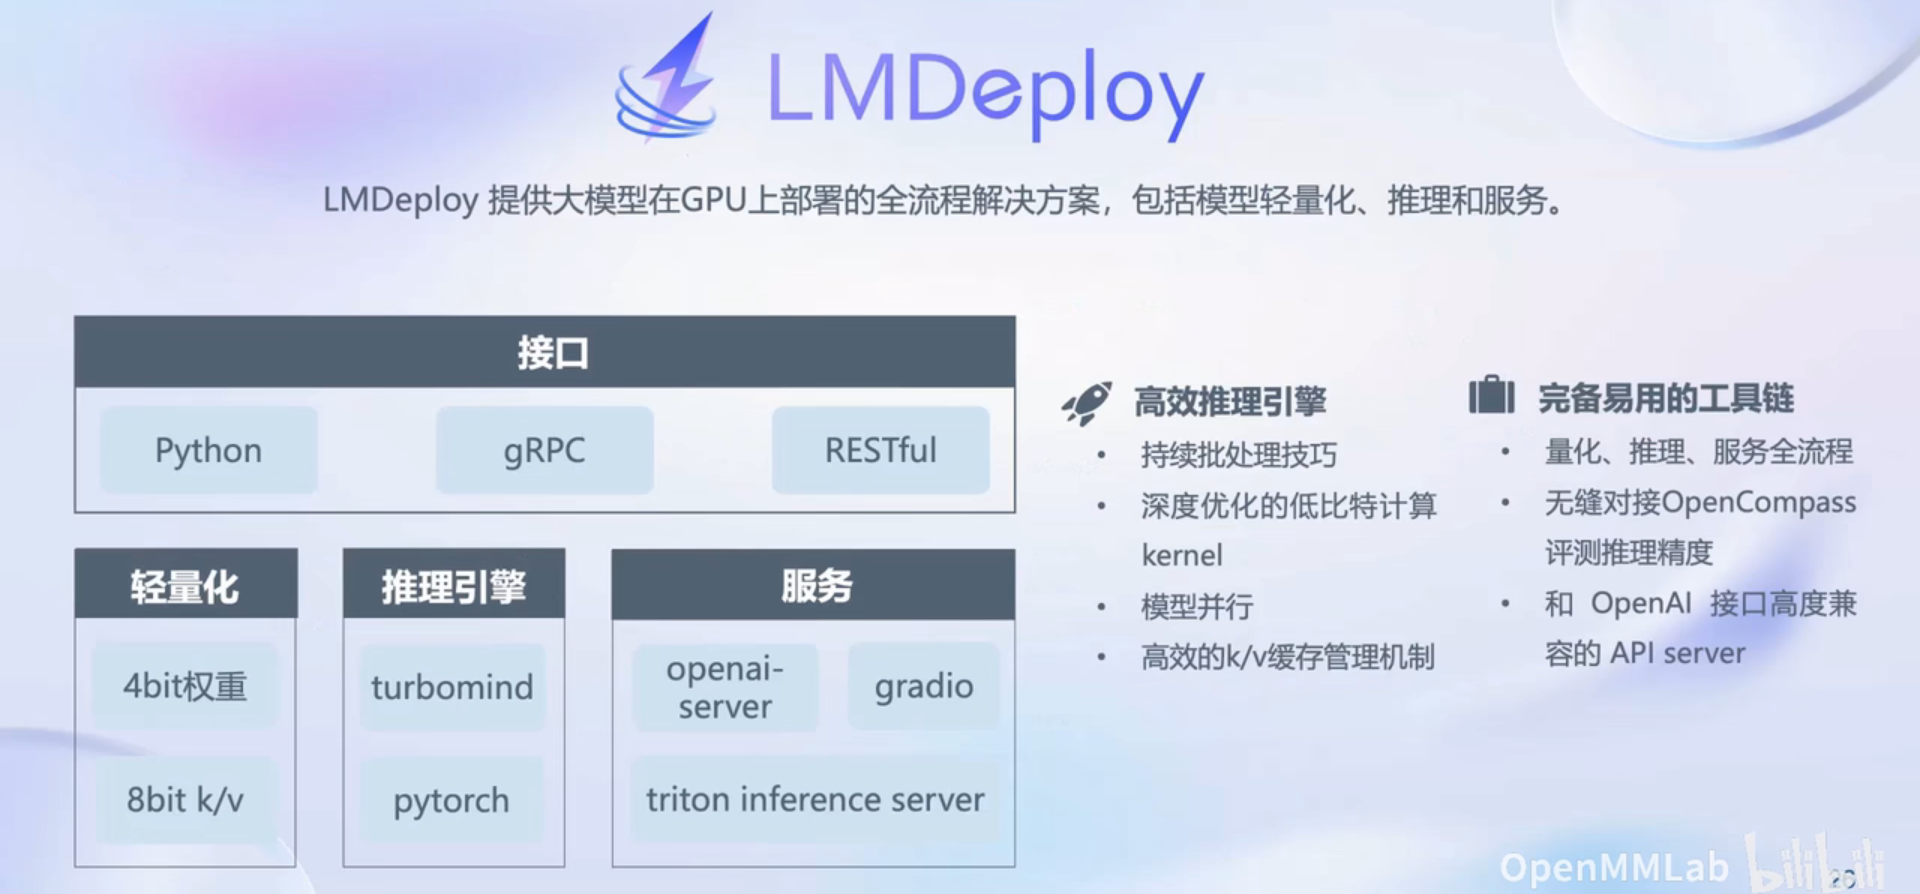 LMDeploy
LMDeploy 提供大模型在GPU上部署的全流程解决方案，包括模型轻量化、推理和服务。
接口
Python
gRPC
RESTful
轻量化
4bit权重
8bit k/v
推理引擎
turbomind
pytorch
服务
openai-
server
gradio
triton inference server
高效推理引擎
• 持续批处理技巧
• 深度优化的低比特计算
kernel
• 模型并行
• 高效的k/v缓存管理机制
完备易用的工具链
• 量化、推理、服务全流程
• 无缝对接OpenCompass
评测推理精度
• 和 OpenAI 接口高度兼
容的 API server
OpenMMLab bilibili